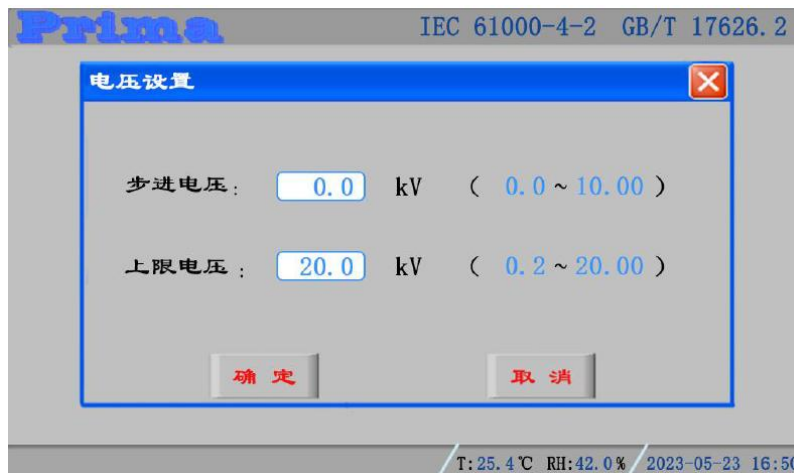 Prima IEC 61000-4-2 GB/T 17626.2
电压设置
步进电压: 0.0 kV ( 0.0~10.00 )
上限电压: 20.0 kV ( 0.2~20.00 )
确定 取消
T:25.4℃ RH:42.0% 2023-05-23 16:50